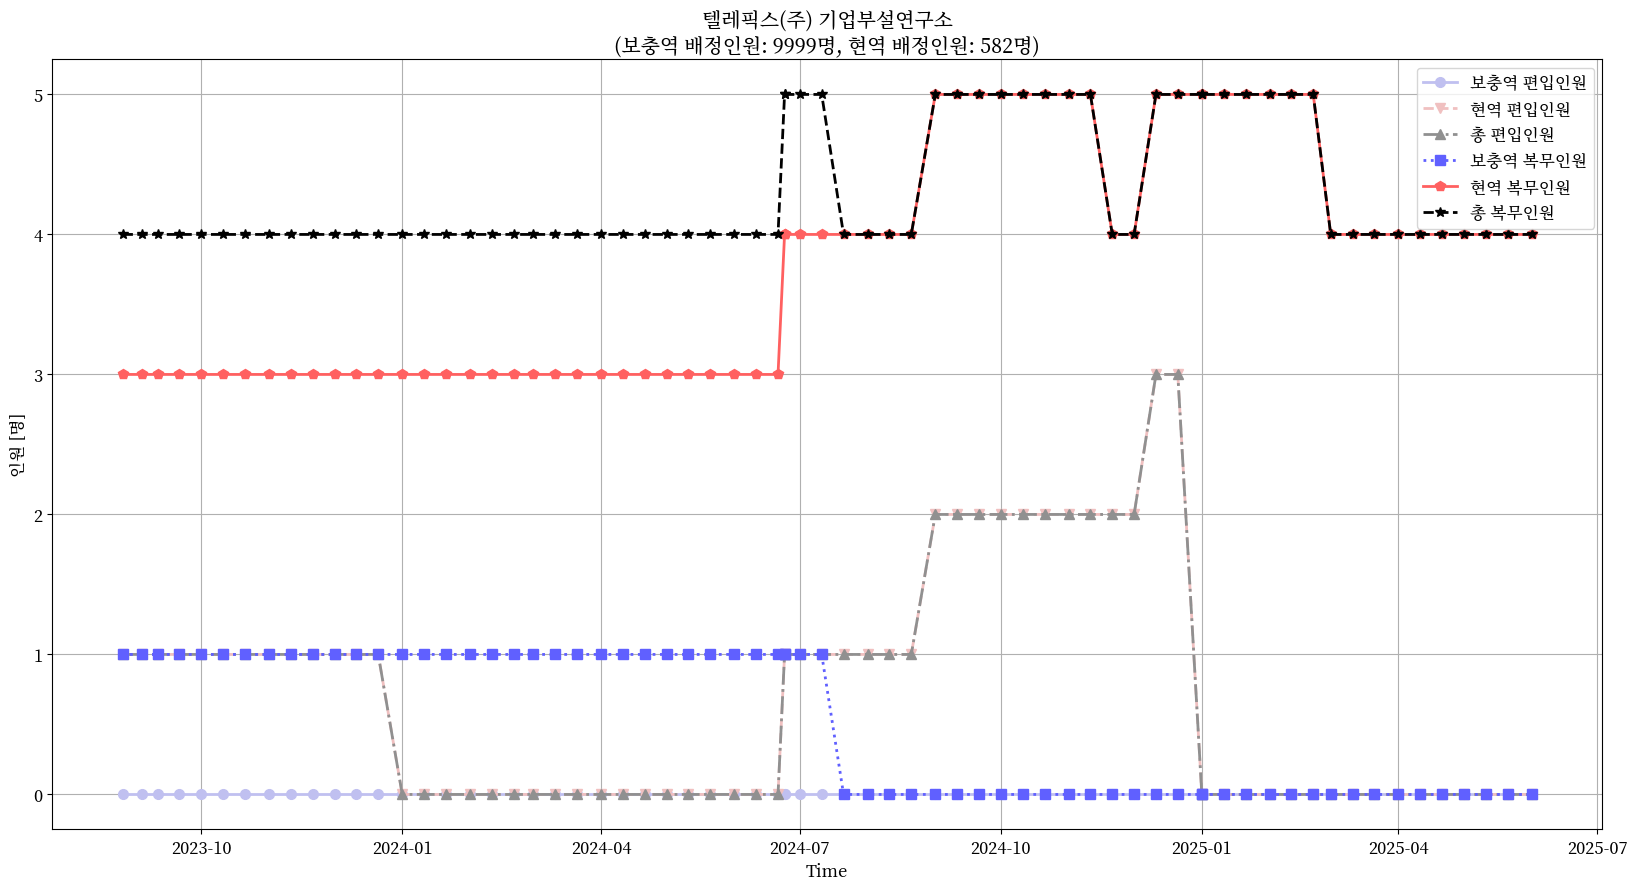 텔레픽스(주) 기업부설연구소
(보충역 배정인원: 9999명, 현역 배정인원: 582명)
보충역 편입인원
현역 편입인원
총 편입인원
보충역 복무인원
현역 복무인원
총 복무인원
인원 [명]
5
4
3
2
1
0
2023-10
2024-01
2024-04
2024-07
2024-10
2025-01
2025-04
2025-07
Time